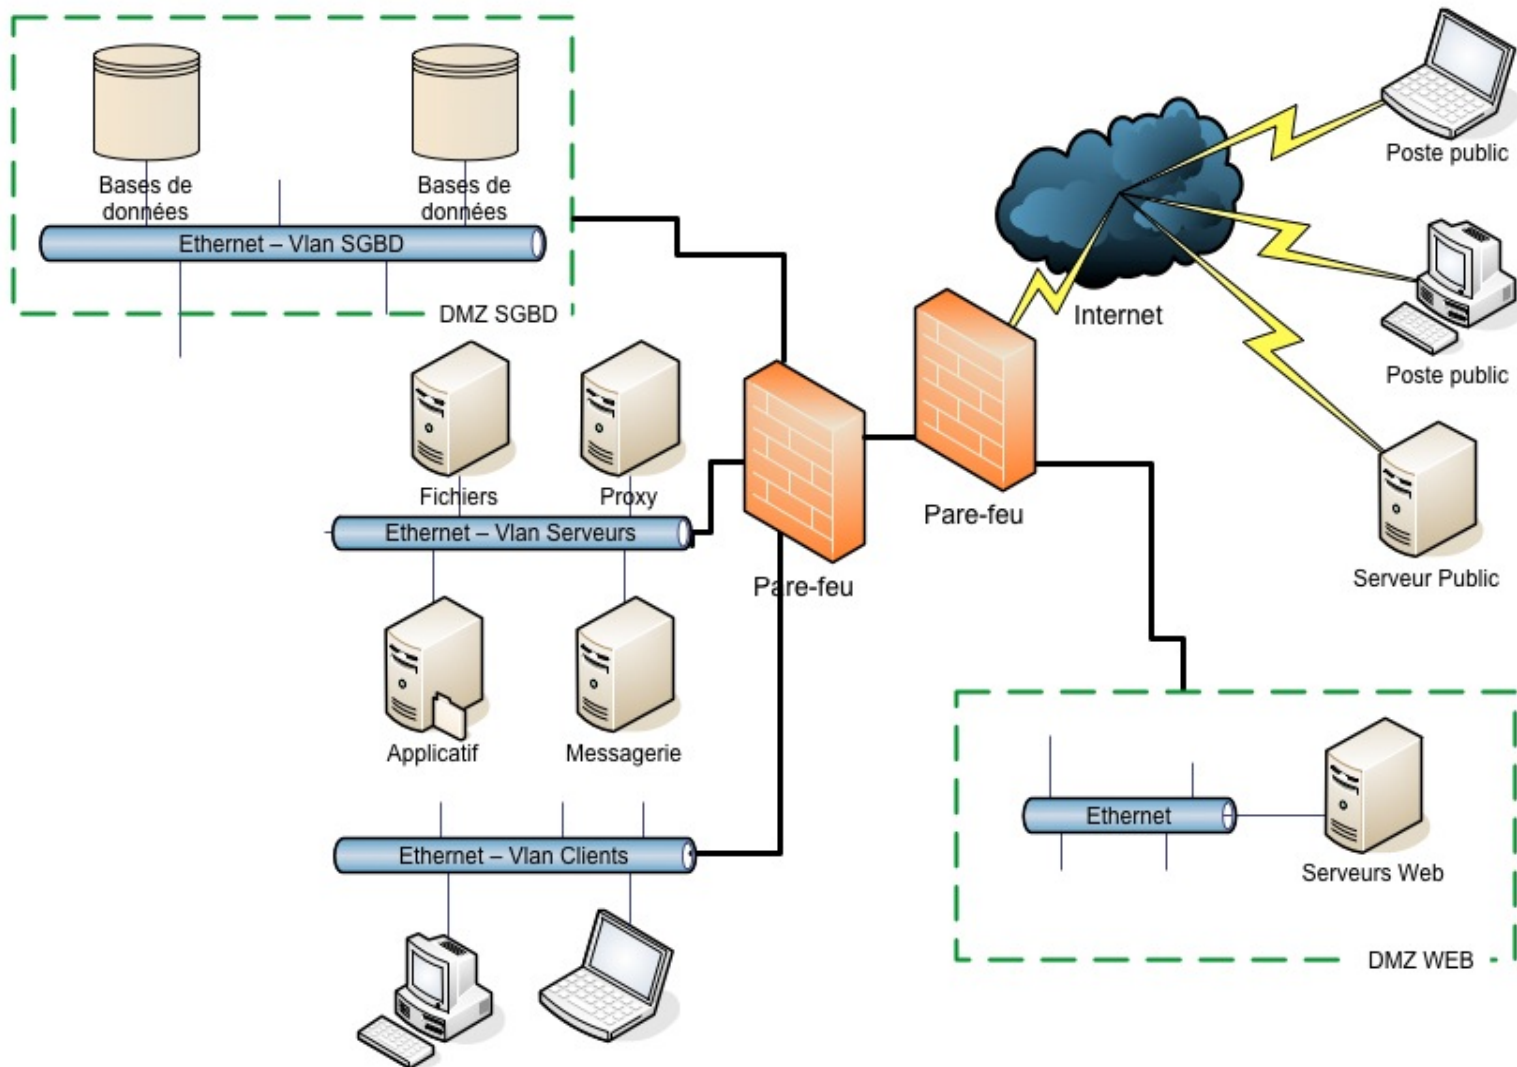 Bases de
données
Bases de
données
Ethernet – Vlan SGBD
DMZ SGBD
Poste public
Internet
Poste public
Fichiers
Proxy
Pare-feu
Ethernet – Vlan Serveurs
Pare-feu
Serveur Public
Applicatif
Messagerie
Ethernet
Ethernet – Vlan Clients
Serveurs Web
DMZ WEB